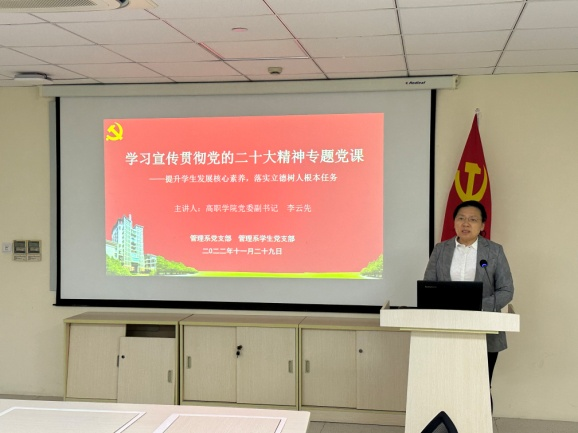 学习宣传贯彻党的二十大精神专题党课
——提升学生发展核心素养,落实立德树人根本任务
主讲人:高职学院党委副书记 李云先
管理系党支部 管理系学生党支部
二〇二二年十一月二十九日